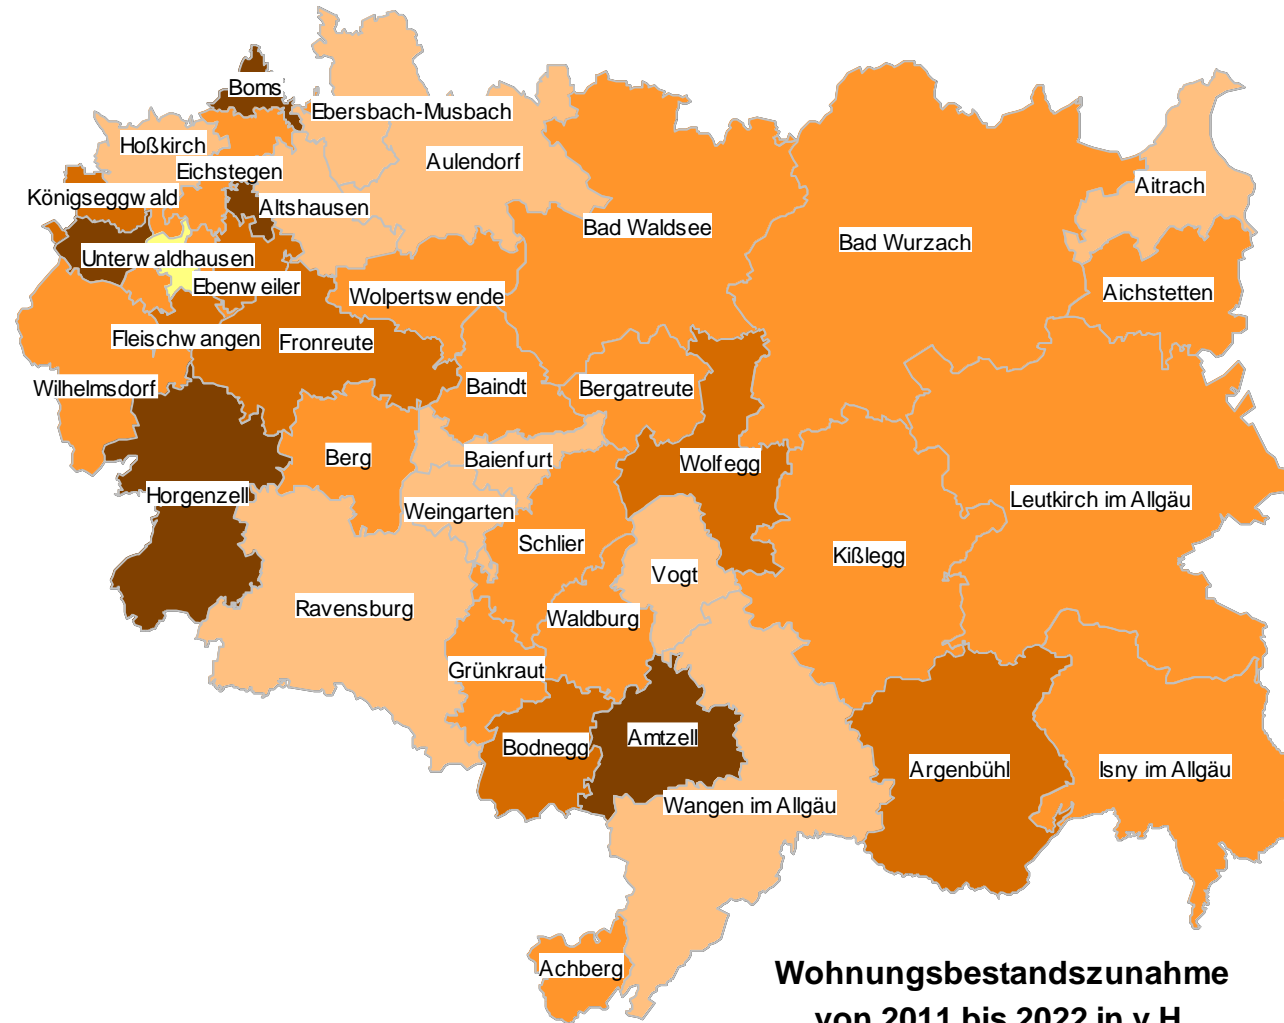 Boms
Ebersbach-Musbach
Hoßkirch
Aulendorf
Eichstegen
Aitrach
Königseggwald
Altshausen
Bad Waldsee
Bad Wurzach
Unterwaldhausen
Ebenweiler
Wolpertswende
Aichstetten
Fleischwangen
Fronreute
Wilhelmsdorf
Baindt
Bergatreute
Berg
Baienfurt
Wolfegg
Horgenzell
Leutkirch im Allgäu
Weingarten
Schlier
Kißlegg
Vogt
Ravensburg
Waldburg
Grünkraut
Bodnegg
Amtzell
Argenbühl
Isny im Allgäu
Wangen im Allgäu
Achberg
Wohnungsbestandszunahme
von 2011 bis 2022 in v.H.